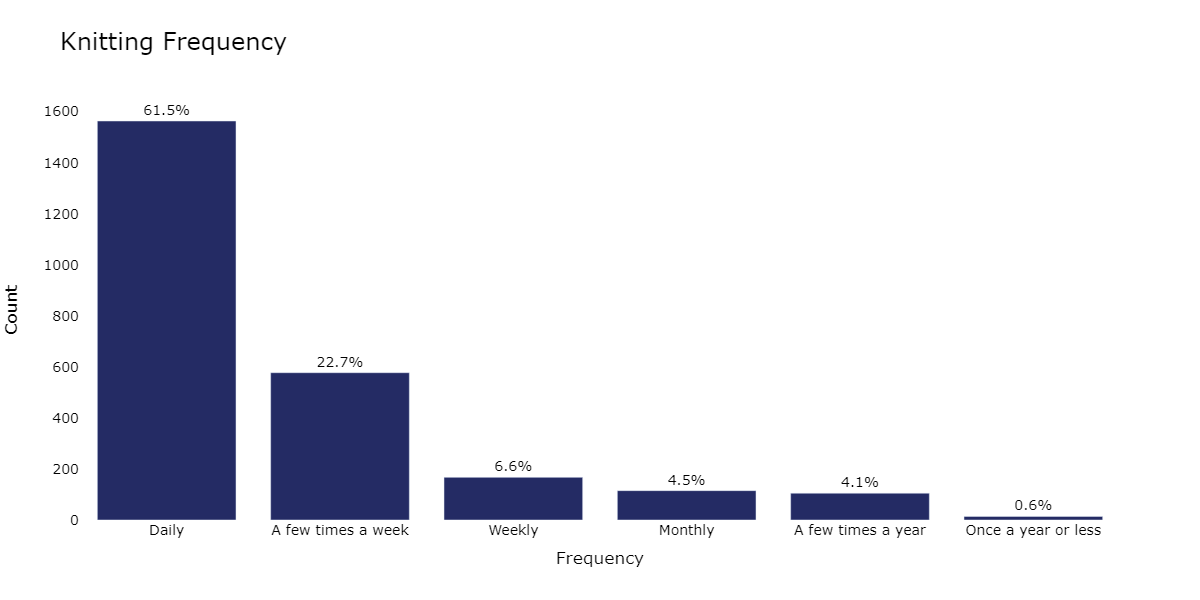 Knitting Frequency
1600
1400
1200
1000
800
600
400
200
0
Count
61.5%
22.7%
6.6%
4.5%
4.1%
0.6%
Daily
A few times a week
Weekly
Monthly
A few times a year
Once a year or less
Frequency